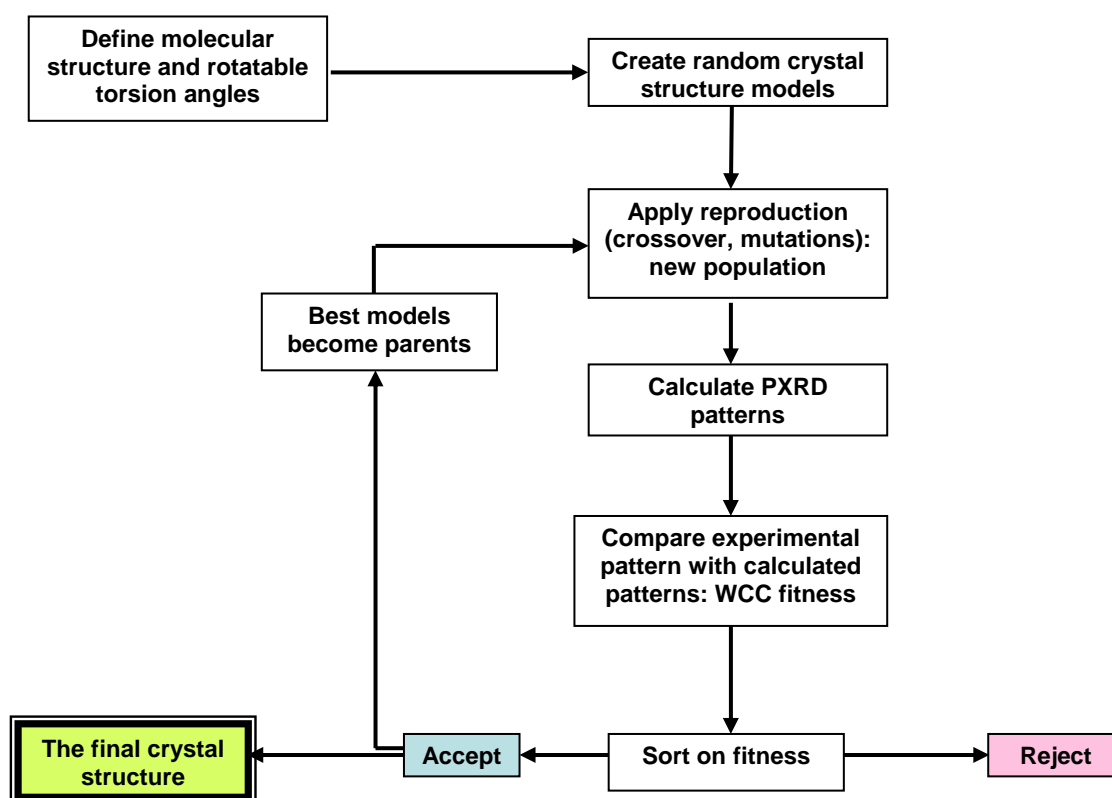 Define molecular
structure and rotatable
torsion angles
Create random crystal
structure models
Apply reproduction
(crossover, mutations):
new population
Best models
become parents
Calculate PXRD
patterns
Compare experimental
pattern with calculated
patterns: WCC fitness
The final crystal
structure
Accept
Sort on fitness
Reject